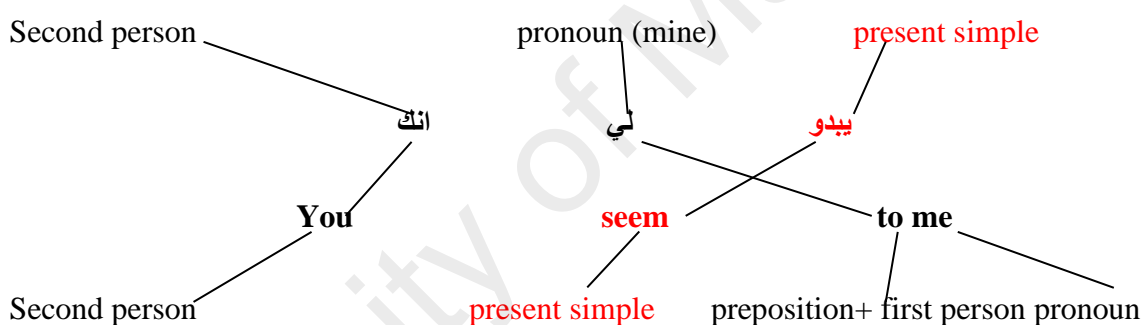 Second person pronoun (mine) present simple
يبدو لي انك
You seem to me
Second person present simple preposition+ first person pronoun